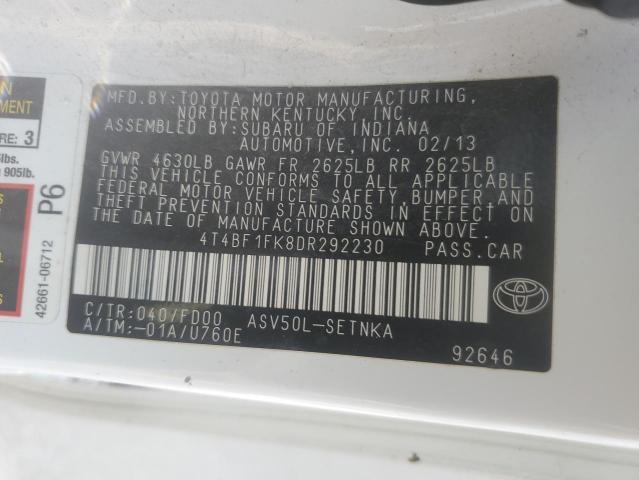 MFD.BY:TOYOTA MOTOR MANUFACTURING,
NORTHERN KENTUCKY, INC.
ASSEMBLED BY:SUBARU OF INDIANA
AUTOMOTIVE,INC. 02/13
GVWR 4630LB GAWR FR 2625LB RR 2625LB
THIS VEHICLE CONFORMS TO ALL APPLICABLE
FEDERAL MOTOR VEHICLE SAFETY,BUMPER,AND
THEFT PREVENTION STANDARDS IN EFFECT ON
THE DATE OF MANUFACTURE SHOWN ABOVE.
4T4BF1FK8DR292230 PASS.CAR
C/TR:040/FD00 ASV50L-SETNKA
A/TM:-01A/U760E
92646
TOYOTA
RE: 3
lbs.
905lb.
P6
42661-06712